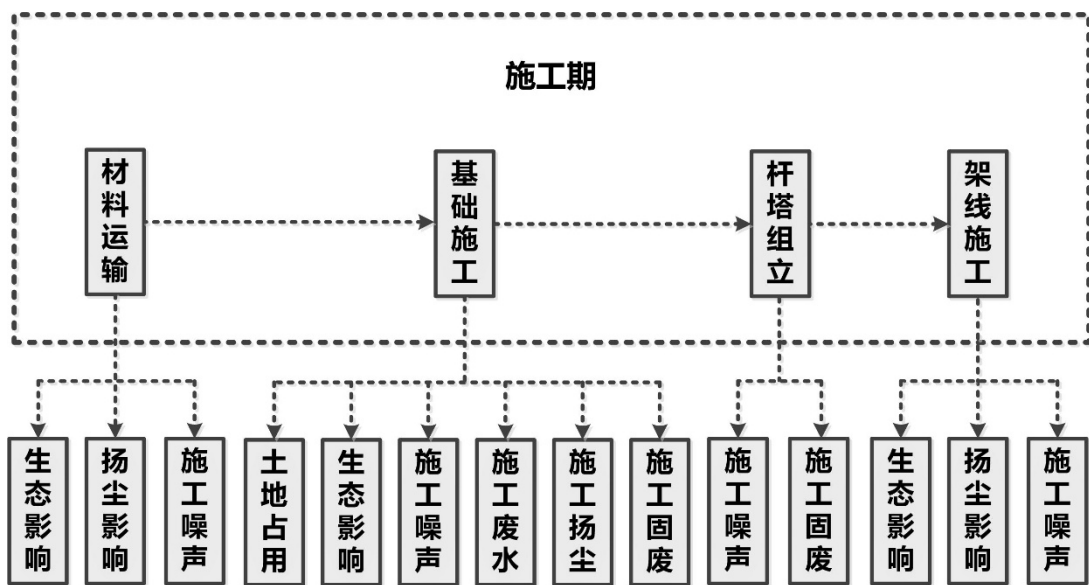 施工期
材料运输
基础施工
杆塔组立
架线施工
生态影响
扬尘影响
施工噪声
土地占用
生态影响
施工噪声
施工废水
施工扬尘
施工固废
施工噪声
施工固废
生态影响
扬尘影响
施工噪声